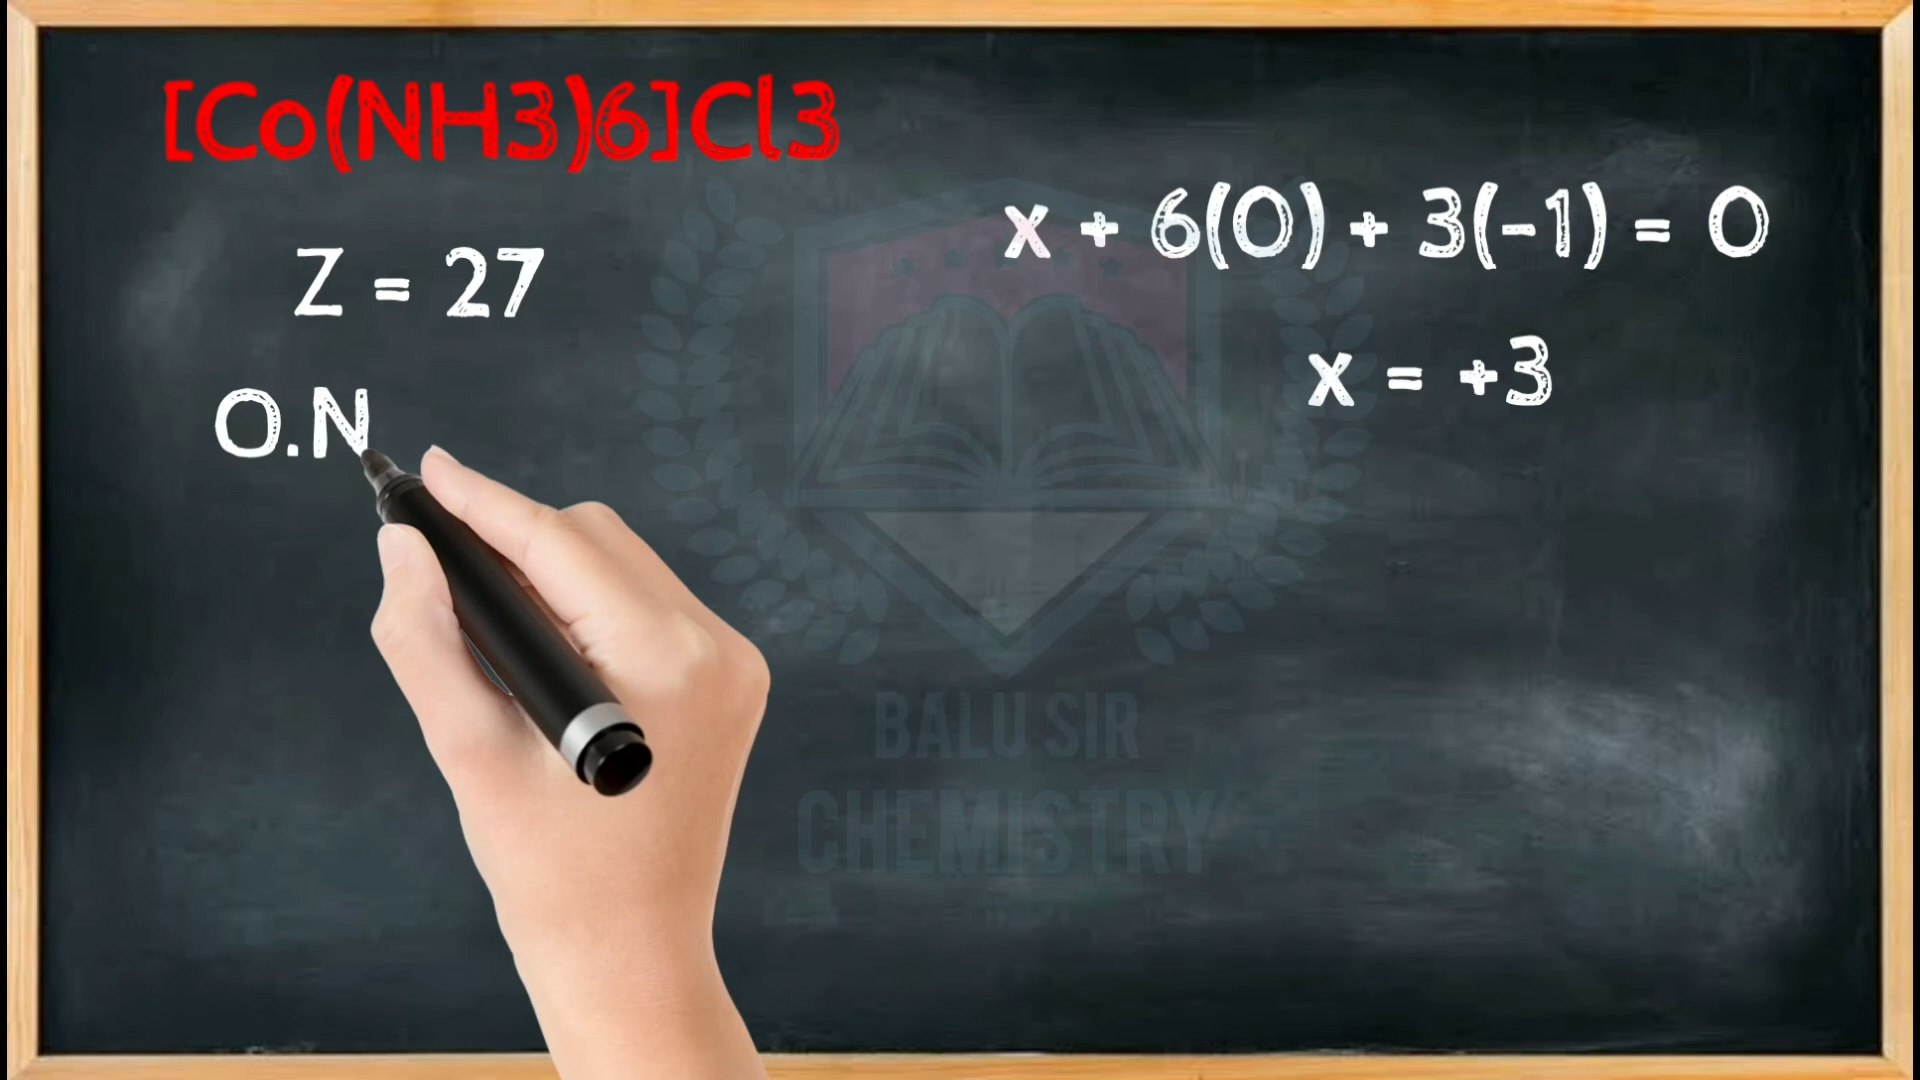 [Co(NH3)6]Cl3
Z = 27
O.N
x + 6(0) + 3(-1) = 0
x = +3
BALU SIR
CHEMISTRY